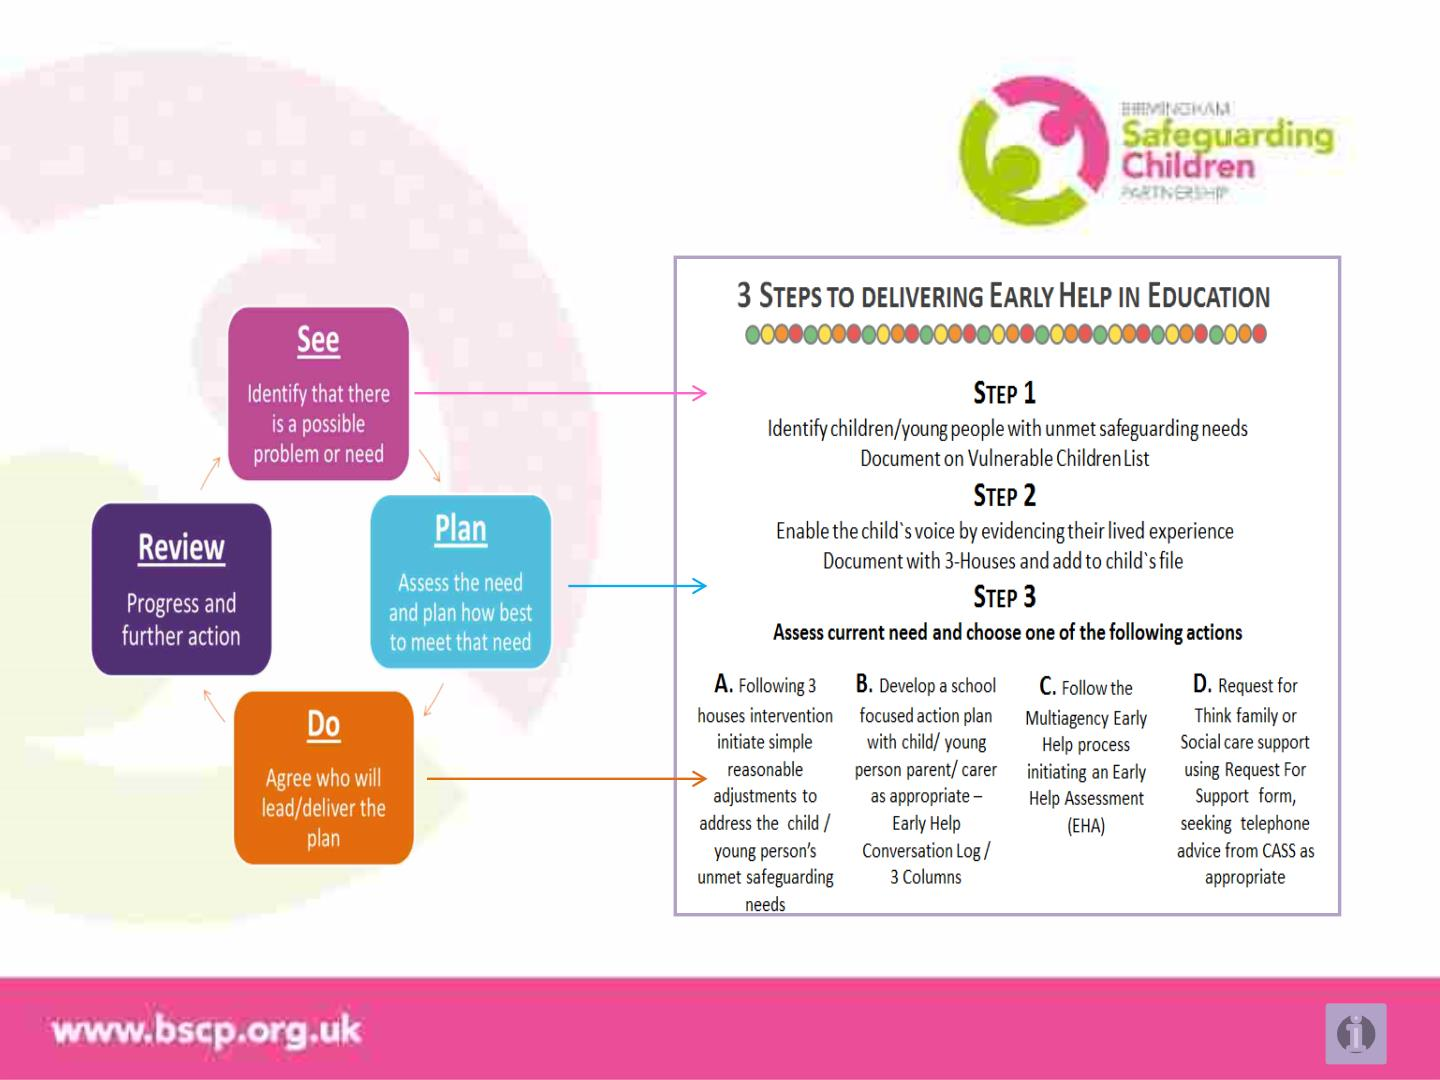 BIRMINGHAM
Safeguarding
Children
PARTNERSHIP
See
Identify that there
is a possible
problem or need
Plan
Assess the need
and plan how best
to meet that need
Do
Agree who will
lead/deliver the
plan
Review
Progress and
further action
3 STEPS TO DELIVERING EARLY HELP IN EDUCATION
STEP 1
Identify children/young people with unmet safeguarding needs
Document on Vulnerable Children List
STEP 2
Enable the child`s voice by evidencing their lived experience
Document with 3-Houses and add to child`s file
STEP 3
Assess current need and choose one of the following actions
A. Following 3
houses intervention
initiate simple
reasonable
adjustments to
address the child /
young person's
unmet safeguarding
needs
B. Develop a school
focused action plan
with child/ young
person parent/ carer
as appropriate –
Early Help
Conversation Log /
3 Columns
C. Follow the
Multiagency Early
Help process
initiating an Early
Help Assessment
(EHA)
D. Request for
Think family or
Social care support
using Request For
Support form,
seeking telephone
advice from CASS as
appropriate
www.bscp.org.uk